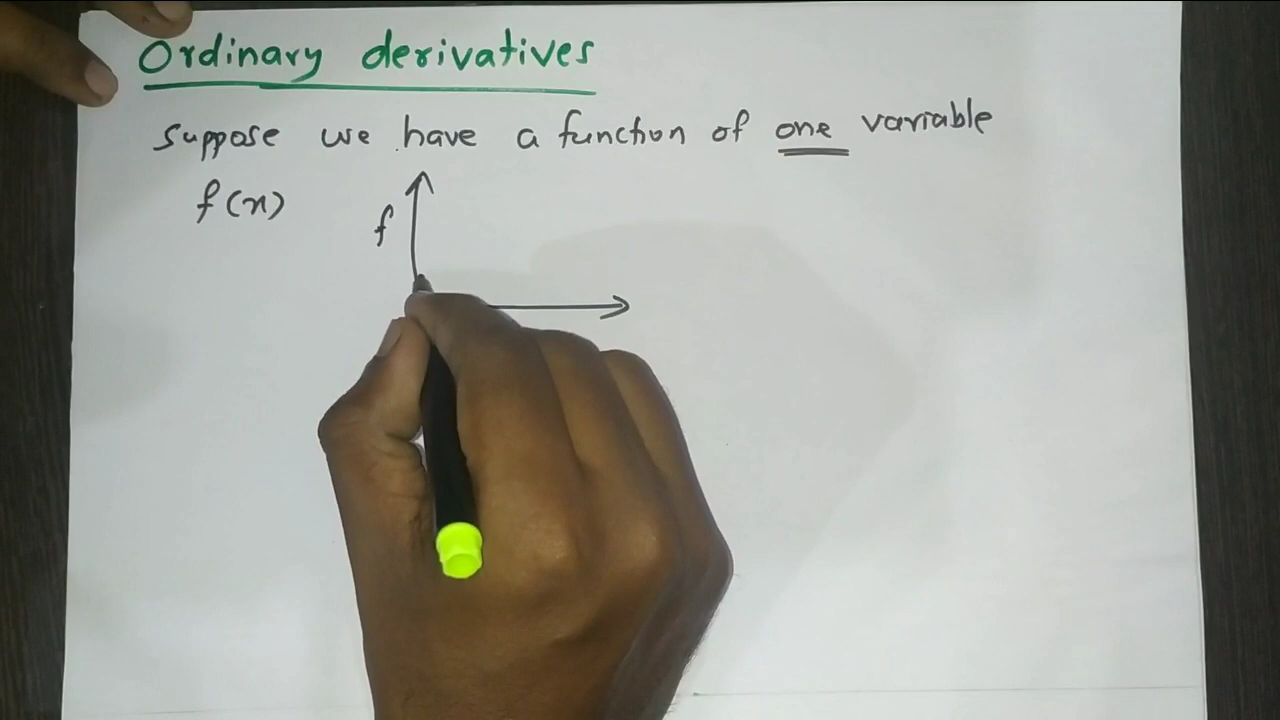 Ordinary derivatives
Suppose we have a function of one variable
f(x)
f